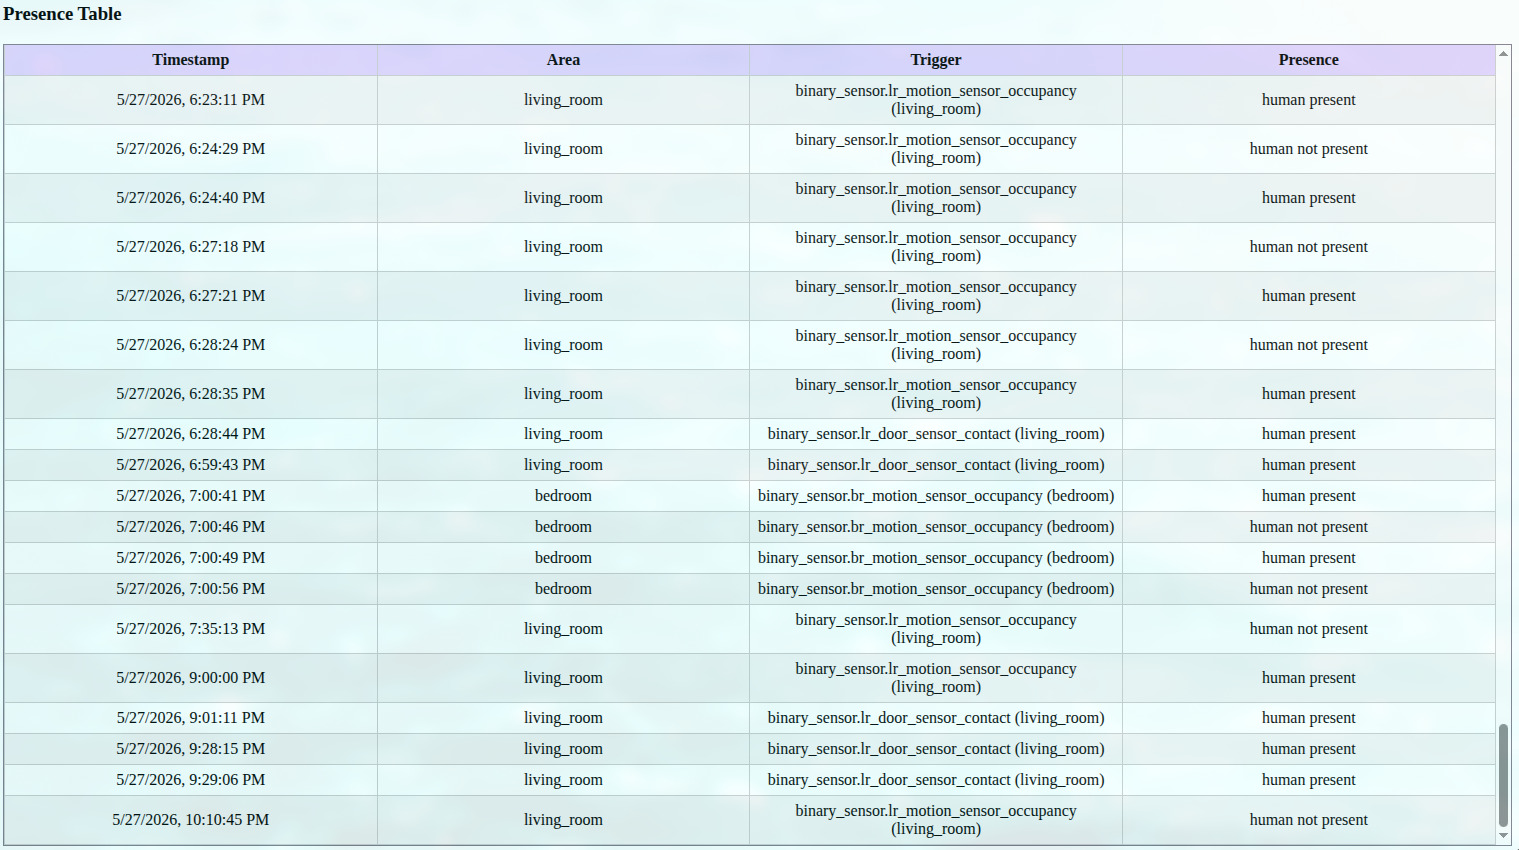 Presence Table
Timestamp Area Trigger Presence
5/27/2026, 6:23:11 PM living_room binary_sensor.lr_motion_sensor_occupancy (living_room) human present
5/27/2026, 6:24:29 PM living_room binary_sensor.lr_motion_sensor_occupancy (living_room) human not present
5/27/2026, 6:24:40 PM living_room binary_sensor.lr_motion_sensor_occupancy (living_room) human present
5/27/2026, 6:27:18 PM living_room binary_sensor.lr_motion_sensor_occupancy (living_room) human not present
5/27/2026, 6:27:21 PM living_room binary_sensor.lr_motion_sensor_occupancy (living_room) human present
5/27/2026, 6:28:24 PM living_room binary_sensor.lr_motion_sensor_occupancy (living_room) human not present
5/27/2026, 6:28:35 PM living_room binary_sensor.lr_motion_sensor_occupancy (living_room) human present
5/27/2026, 6:28:44 PM living_room binary_sensor.lr_door_sensor_contact (living_room) human present
5/27/2026, 6:59:43 PM living_room binary_sensor.lr_door_sensor_contact (living_room) human present
5/27/2026, 7:00:41 PM bedroom binary_sensor.br_motion_sensor_occupancy (bedroom) human present
5/27/2026, 7:00:46 PM bedroom binary_sensor.br_motion_sensor_occupancy (bedroom) human not present
5/27/2026, 7:00:49 PM bedroom binary_sensor.br_motion_sensor_occupancy (bedroom) human present
5/27/2026, 7:00:56 PM bedroom binary_sensor.br_motion_sensor_occupancy (bedroom) human not present
5/27/2026, 7:35:13 PM living_room binary_sensor.lr_motion_sensor_occupancy (living_room) human not present
5/27/2026, 9:00:00 PM living_room binary_sensor.lr_motion_sensor_occupancy (living_room) human present
5/27/2026, 9:01:11 PM living_room binary_sensor.lr_door_sensor_contact (living_room) human present
5/27/2026, 9:28:15 PM living_room binary_sensor.lr_door_sensor_contact (living_room) human present
5/27/2026, 9:29:06 PM living_room binary_sensor.lr_door_sensor_contact (living_room) human present
5/27/2026, 10:10:45 PM living_room binary_sensor.lr_motion_sensor_occupancy (living_room) human not present